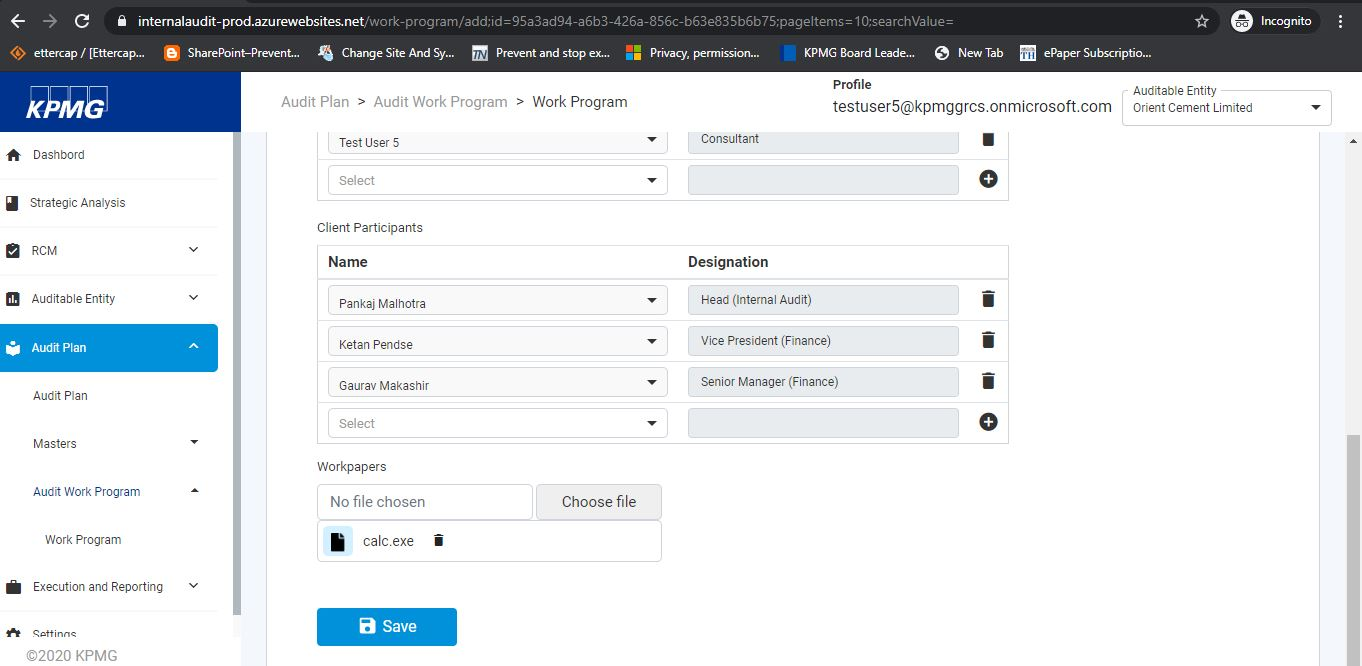 internalaudit-prod.azurewebsites.net/work-program/add;id=95a3ad94-a6b3-426a-856c-b63e835b6b75;pageItems=10;searchValue=
Incognito
ettercap / [Ettercap... SharePoint–Prevent... Change Site And Sy... TN Prevent and stop ex... Privacy, permission... KPMG Board Leade... New Tab TH ePaper Subscriptio...
KPMG
Audit Plan > Audit Work Program > Work Program
Profile
testuser5@kpmggrcs.onmicrosoft.com
Auditable Entity
Orient Cement Limited
Dashbord
Strategic Analysis
RCM
Auditable Entity
Audit Plan
Audit Plan
Masters
Audit Work Program
Work Program
Execution and Reporting
Settings
©2020 KPMG
Test User 5 Consultant
Select
Client Participants
Name Designation
Pankaj Malhotra Head (Internal Audit)
Ketan Pendse Vice President (Finance)
Gaurav Makashir Senior Manager (Finance)
Select
Workpapers
No file chosen Choose file
calc.exe
Save